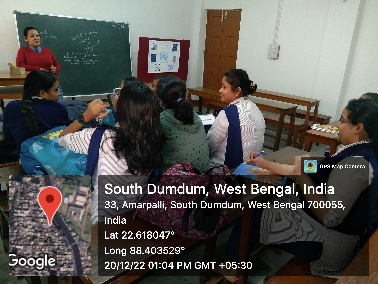 GPS Map Camera
South Dumdum, West Bengal, India
33, Amarpalli, South Dumdum, West Bengal 700055,
India
Lat 22.618047°
Long 88.403529°
20/12/22 01:04 PM GMT +05:30
Google